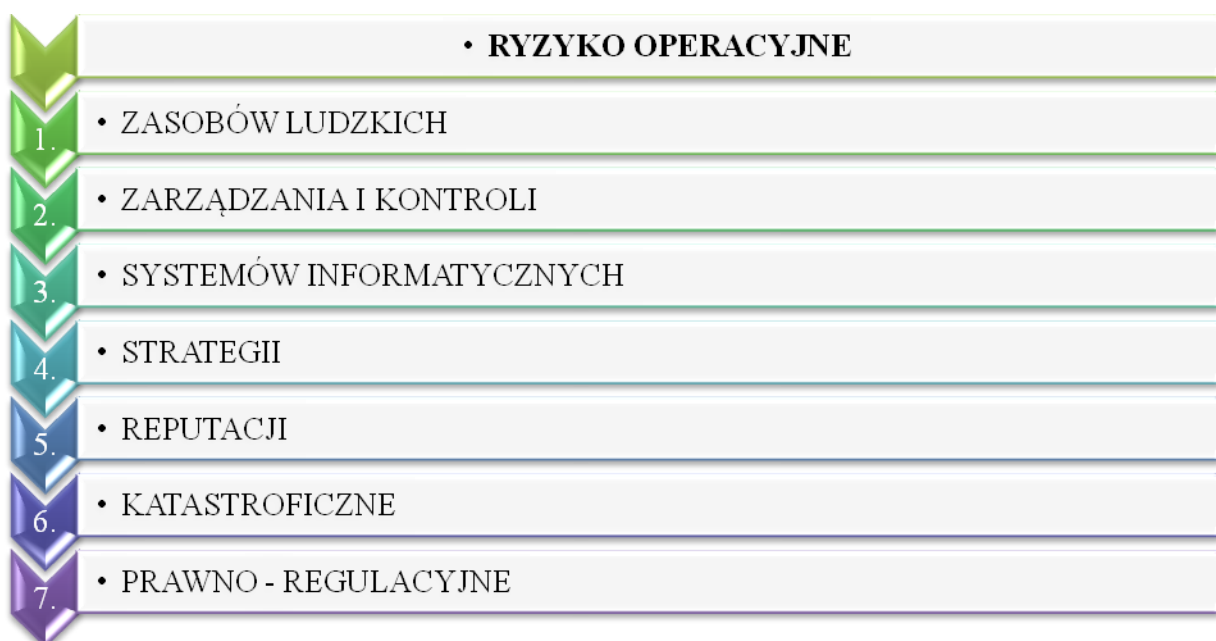 • RYZYKO OPERACYJNE
1. • ZASOBÓW LUDZKICH
2. • ZARZĄDZANIA I KONTROLI
3. • SYSTEMÓW INFORMATYCZNYCH
4. • STRATEGII
5. • REPUTACJI
6. • KATASTROFICZNE
7. • PRAWNO - REGULACYJNE